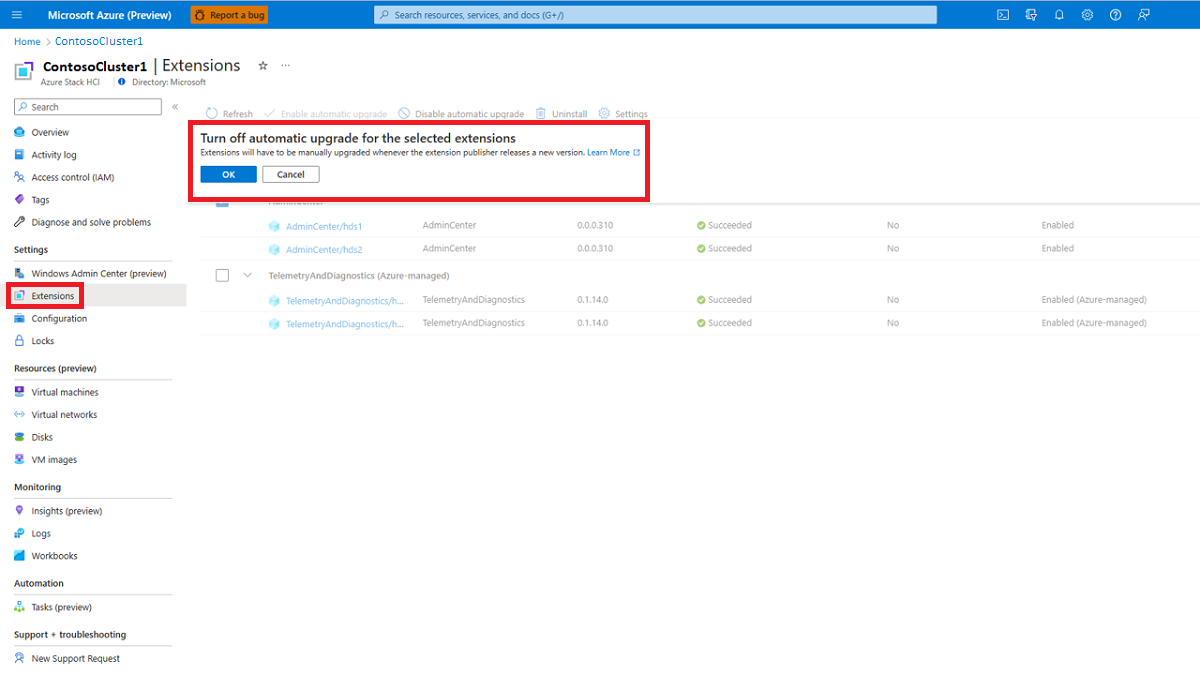 Microsoft Azure (Preview)
Report a bug
Search resources, services, and docs (G+/)
Home > ContosoCluster1
ContosoCluster1 | Extensions
Azure Stack HCI
Directory: Microsoft
Search
Overview
Activity log
Access control (IAM)
Tags
Diagnose and solve problems
Settings
Windows Admin Center (preview)
Extensions
Configuration
Locks
Resources (preview)
Virtual machines
Virtual networks
Disks
VM images
Monitoring
Insights (preview)
Logs
Workbooks
Automation
Tasks (preview)
Support + troubleshooting
New Support Request
Refresh Enable automatic upgrade Disable automatic upgrade Uninstall Settings
Turn off automatic upgrade for the selected extensions
Extensions will have to be manually upgraded whenever the extension publisher releases a new version. Learn More
OK Cancel
AdminCenter/hds1 AdminCenter 0.0.0.310 Succeeded No Enabled
AdminCenter/hds2 AdminCenter 0.0.0.310 Succeeded No Enabled
TelemetryAndDiagnostics (Azure-managed)
TelemetryAndDiagnostics/h... TelemetryAndDiagnostics 0.1.14.0 Succeeded No Enabled (Azure-managed)
TelemetryAndDiagnostics/h... TelemetryAndDiagnostics 0.1.14.0 Succeeded No Enabled (Azure-managed)